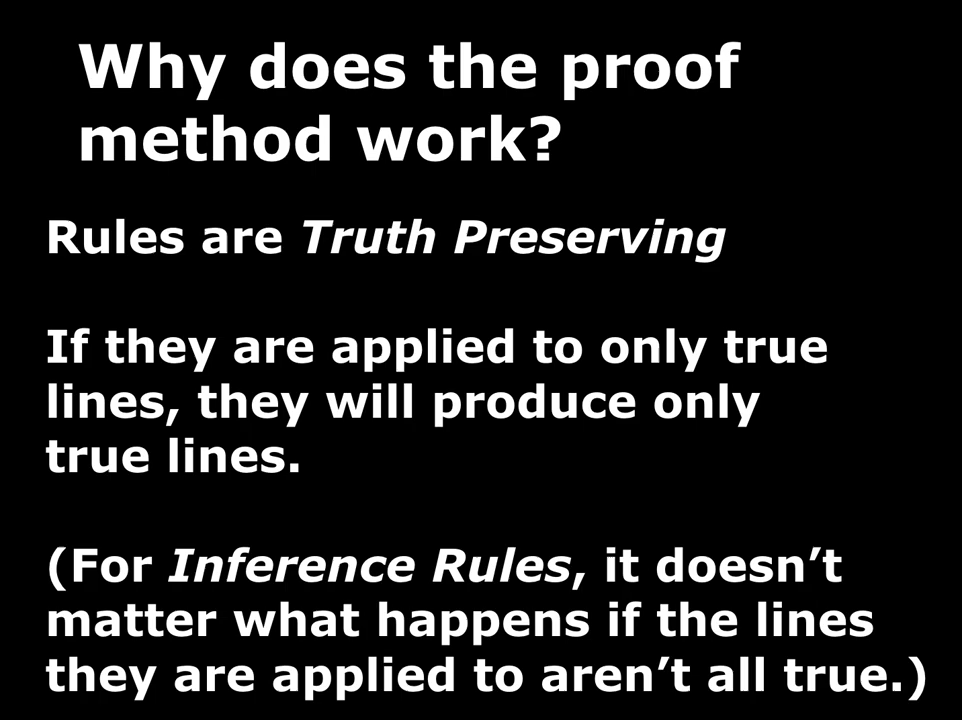 Why does the proof
method work?
Rules are Truth Preserving
If they are applied to only true
lines, they will produce only
true lines.
(For Inference Rules, it doesn’t
matter what happens if the lines
they are applied to aren’t all true.)